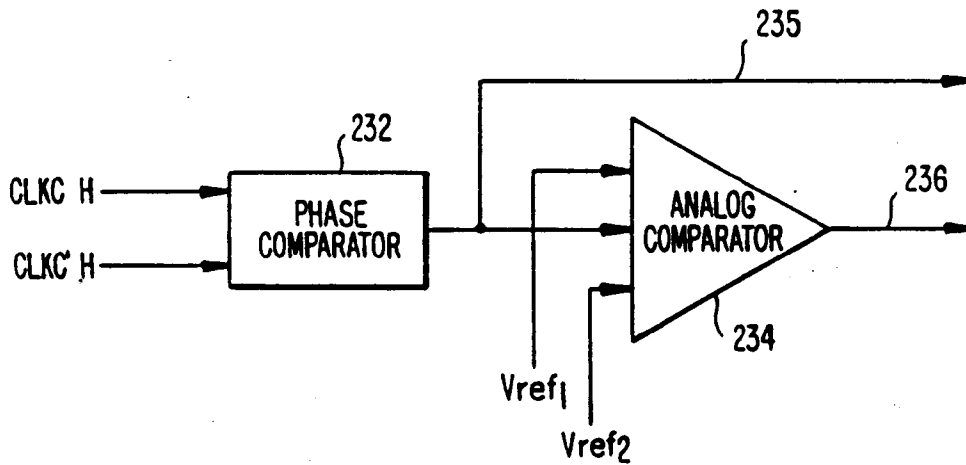 235
232
CLKC H
PHASE
COMPARATOR
CLKC' H
ANALOG
COMPARATOR
236
234
Vref1
Vref2